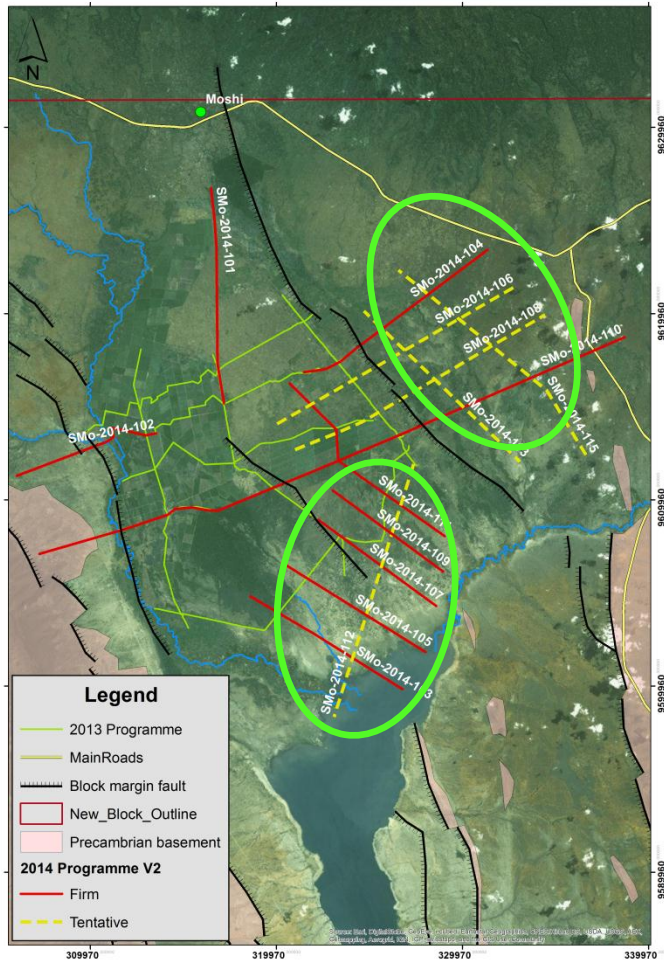 N
Moshi
SMo-2014-101
SMo-2014-104
SMo-2014-106
SMo-2014-108
SMo-2014-110
SMo-2014-115
SMo-2014-102
SMo-2014-109
SMo-2014-107
SMo-2014-105
SMo-2014-112
9629960
9619960
9609960
9599960
9589960
Legend
2013 Programme
MainRoads
Block margin fault
New_Block_Outline
Precambrian basement
2014 Programme V2
Firm
Tentative
309970
319970
329970
339970